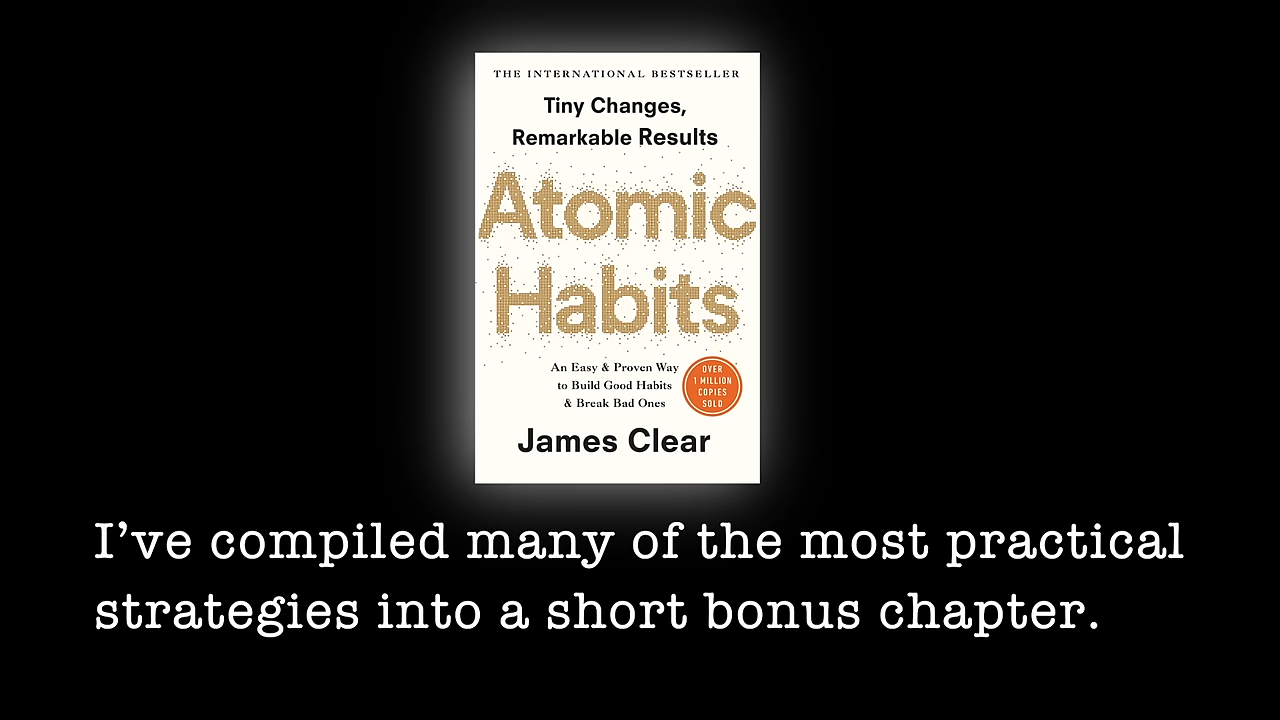 THE INTERNATIONAL BESTSELLER
Tiny Changes,
Remarkable Results
Atomic
Habits
An Easy & Proven Way
to Build Good Habits
& Break Bad Ones
OVER
1 MILLION
COPIES
SOLD
James Clear
I’ve compiled many of the most practical
strategies into a short bonus chapter.